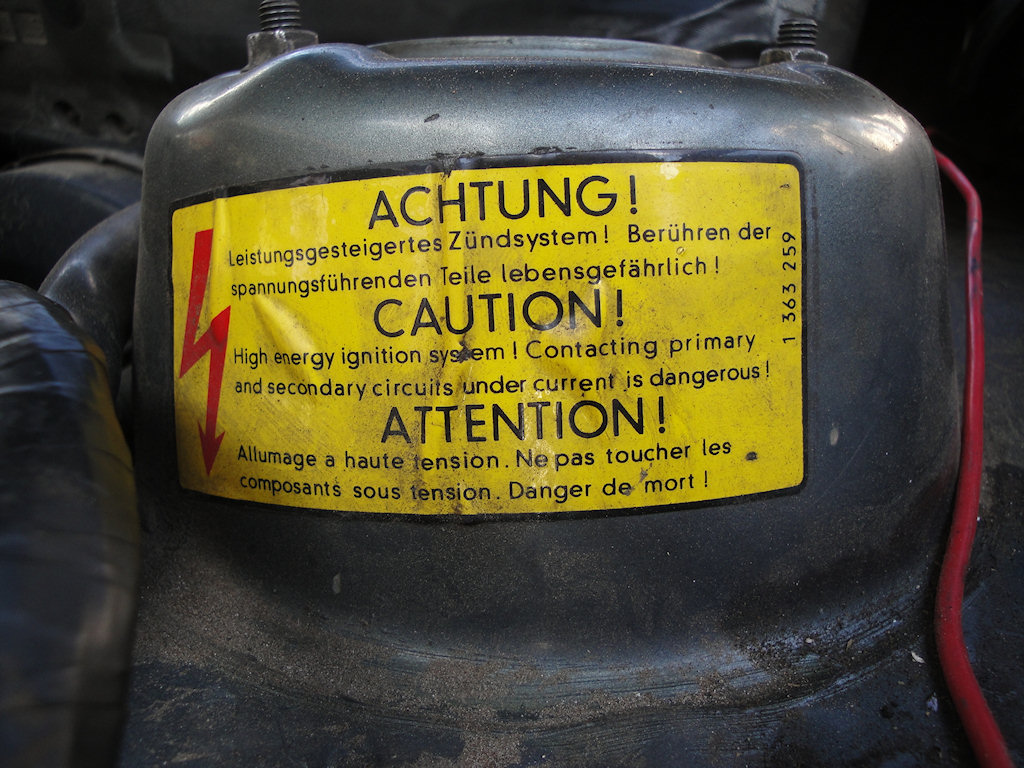 ACHTUNG!
Leistungsgesteigertes Zündsystem! Berühren der
spannungsführenden Teile lebensgefährlich!
CAUTION!
High energy ignition system! Contacting primary
and secondary circuits under current is dangerous!
ATTENTION!
Allumage a haute tension. Ne pas toucher les
composants sous tension. Danger de mort!
1 363 259